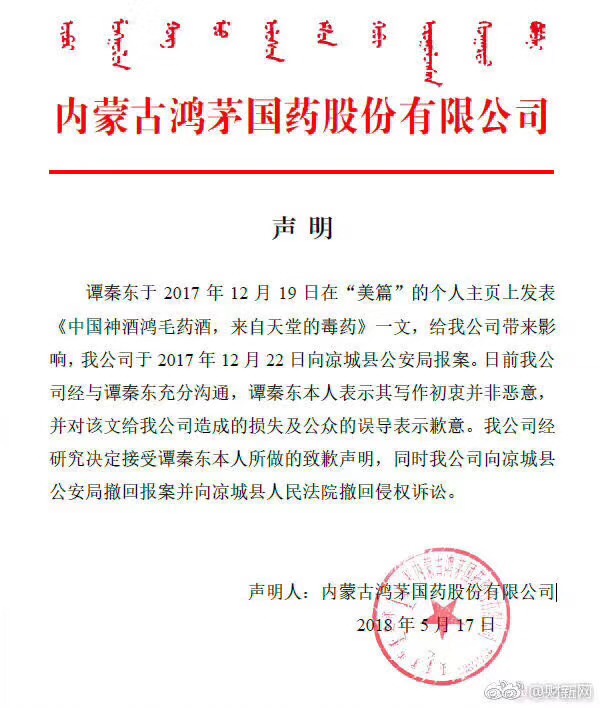 内蒙古鸿茅国药股份有限公司
声 明
谭秦东于 2017 年 12 月 19 日在“美篇”的个人主页上发表
《中国神酒鸿毛药酒，来自天堂的毒药》一文，给我公司带来影
响，我公司于 2017 年 12 月 22 日向凉城县公安局报案。日前我公
司经与谭秦东充分沟通，谭秦东本人表示其写作初衷并非恶意，
并对该文给我公司造成的损失及公众的误导表示歉意。我公司经
研究决定接受谭秦东本人所做的致歉声明，同时我公司向凉城县
公安局撤回报案并向凉城县人民法院撤回侵权诉讼。
声明人：内蒙古鸿茅国药股份有限公司
2018 年 5 月 17 日
@财新网